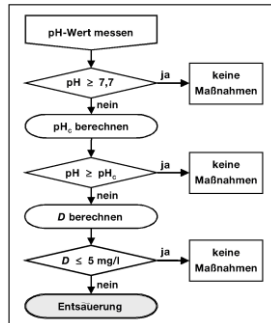 pH-Wert messen
pH ≥ 7,7
ja
keine
Maßnahmen
nein
pHc berechnen
pH ≥ pHc
ja
keine
Maßnahmen
nein
D berechnen
D ≤ 5 mg/l
ja
keine
Maßnahmen
nein
Entsäuerung